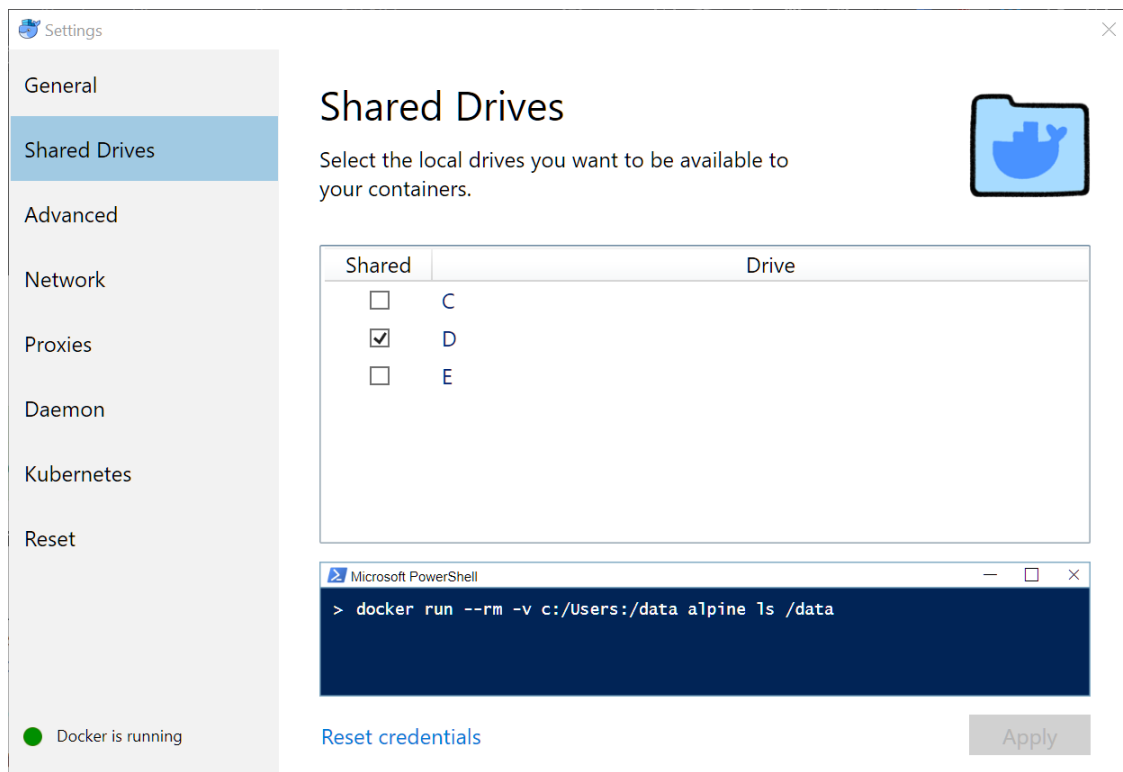 Settings
General
Shared Drives
Advanced
Network
Proxies
Daemon
Kubernetes
Reset
Docker is running
Shared Drives
Select the local drives you want to be available to
your containers.
Shared Drive
C
D
E
Microsoft PowerShell
> docker run --rm -v c:/Users:/data alpine ls /data
Reset credentials
Apply